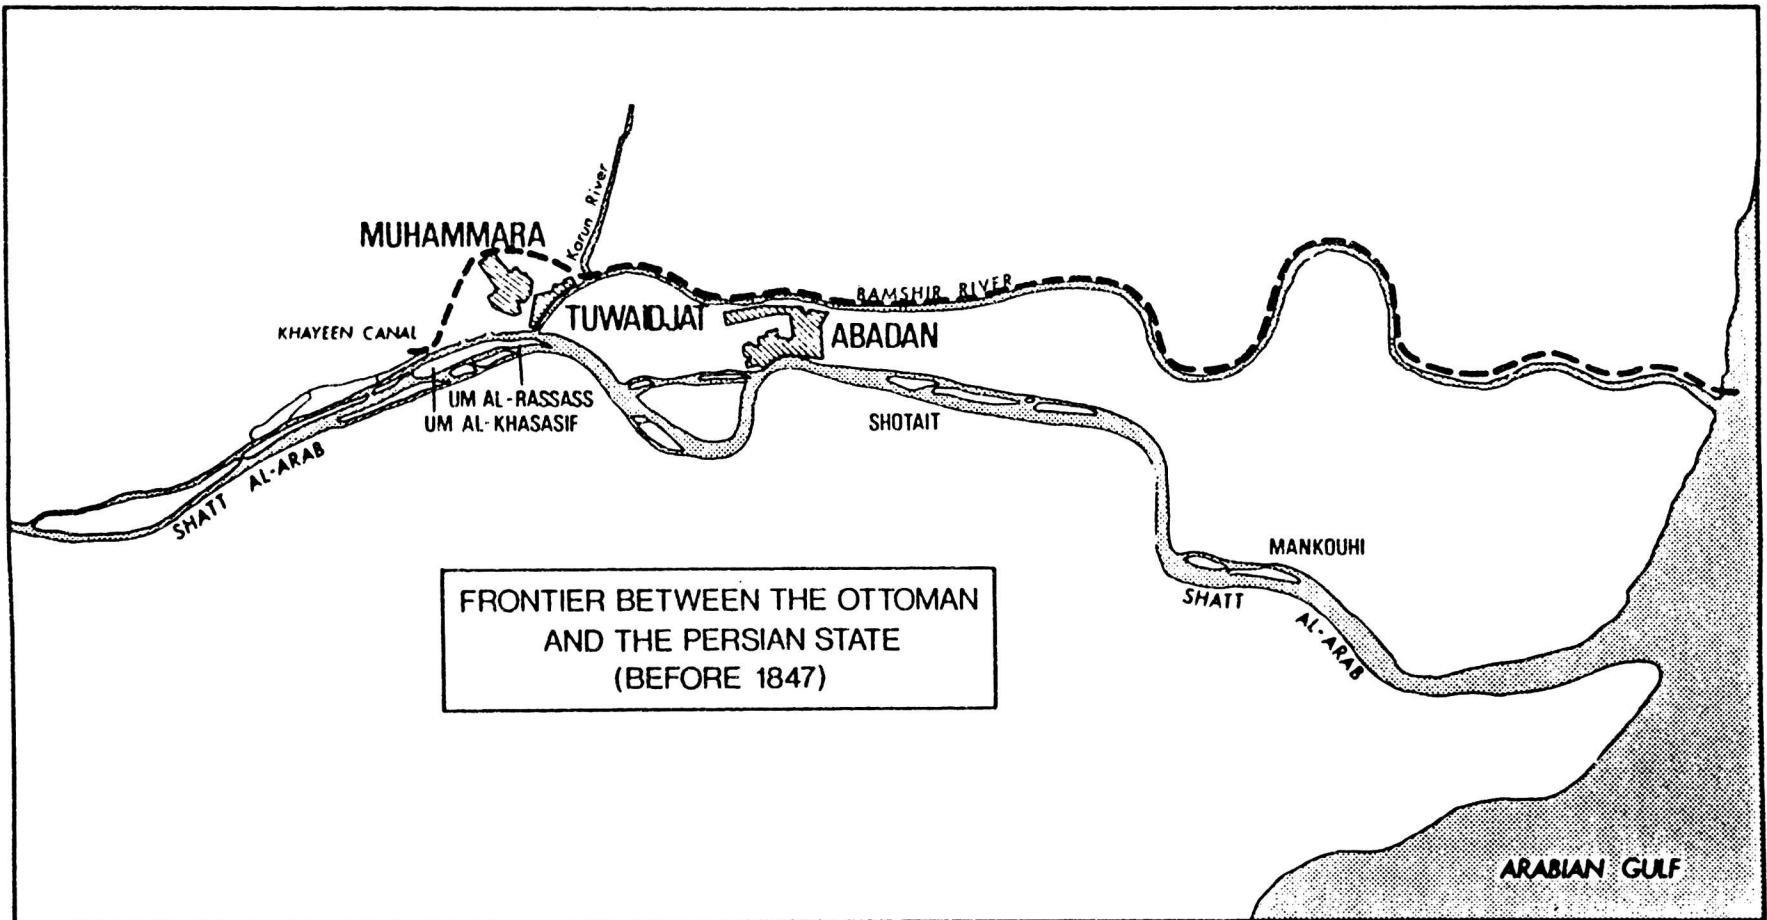 Karun River
MUHAMMARA
BAMSHIR RIVER
TUWAIDJAT
KHAYEEN CANAL
ABADAN
UM AL-RASSASS
UM AL-KHASASIF
SHOTAIT
SHATT AL-ARAB
MANKOUHI
SHATT AL-ARAB
FRONTIER BETWEEN THE OTTOMAN
AND THE PERSIAN STATE
(BEFORE 1847)
ARABIAN GULF